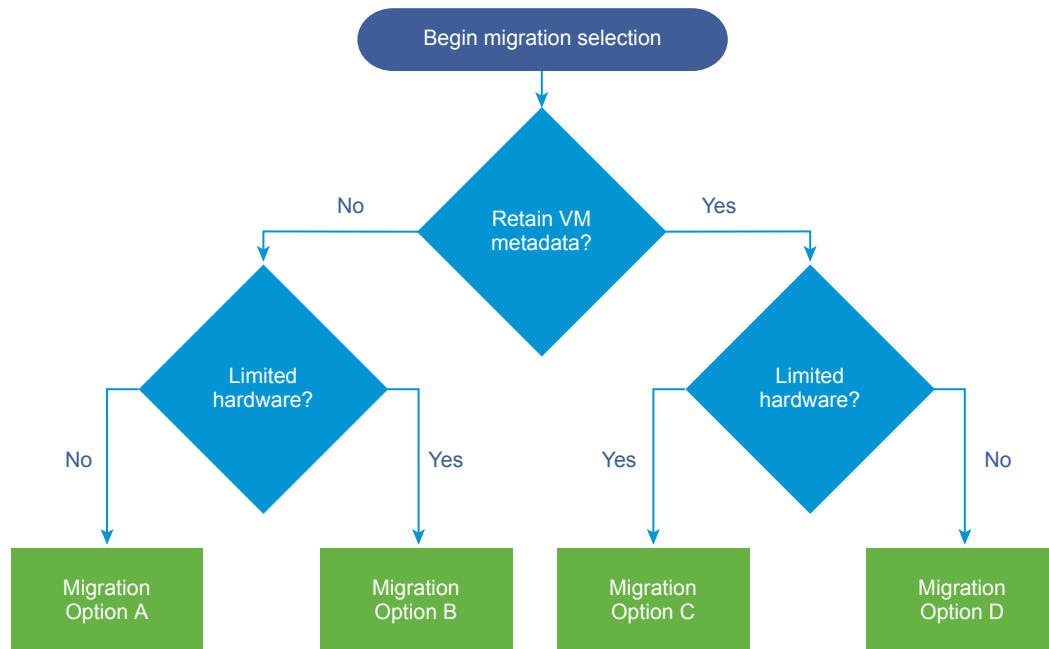 Begin migration selection
No
Yes
Retain VM
metadata?
Limited
hardware?
Limited
hardware?
No
Yes
Yes
No
Migration
Option A
Migration
Option B
Migration
Option C
Migration
Option D